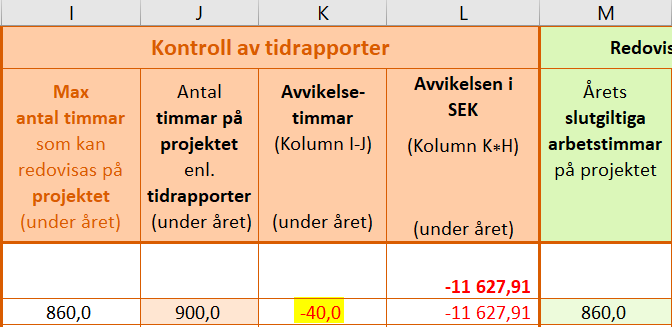 I J K L M
Kontroll av tidrapporter Redovis
Max
antal timmar
som kan
redovisas på
projektet
(under året)
Antal
timmar på
projektet
enl.
tidrapporter
(under året)
Avvikelse-
timmar
(Kolumn I-J)
(under året)
Avvikelsen i
SEK
(Kolumn K*H)
(under året)
Årets
slutgiltiga
arbetstimmar
på projektet
-11 627,91
860,0 900,0 -40,0 -11 627,91 860,0